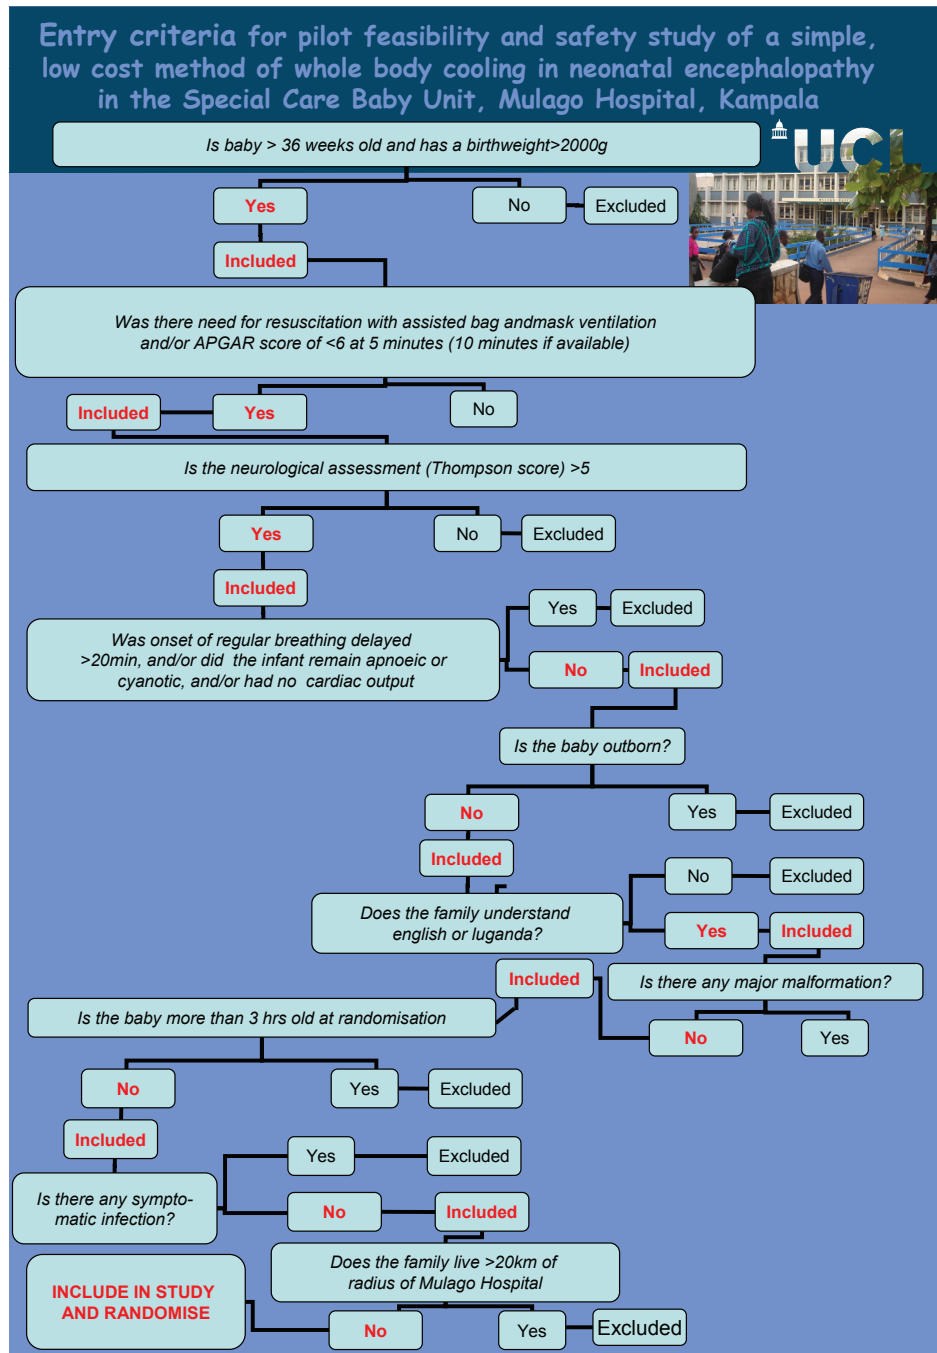 Entry criteria for pilot feasibility and safety study of a simple,
low cost method of whole body cooling in neonatal encephalopathy
in the Special Care Baby Unit, Mulago Hospital, Kampala
UCL
Is baby > 36 weeks old and has a birthweight>2000g
Yes
No
Excluded
Included
Was there need for resuscitation with assisted bag andmask ventilation
and/or APGAR score of <6 at 5 minutes (10 minutes if available)
Included
Yes
No
Is the neurological assessment (Thompson score) >5
Yes
No
Excluded
Included
Was onset of regular breathing delayed
>20min, and/or did the infant remain apnoeic or
cyanotic, and/or had no cardiac output
Yes
Excluded
No
Included
Is the baby outborn?
No
Yes
Excluded
Included
Does the family understand
english or luganda?
No
Excluded
Yes
Included
Is there any major malformation?
No
Yes
Included
Is the baby more than 3 hrs old at randomisation
No
Yes
Excluded
Included
Is there any sympto-
matic infection?
Yes
Excluded
No
Included
Does the family live >20km of
radius of Mulago Hospital
No
Yes
Excluded
INCLUDE IN STUDY
AND RANDOMISE